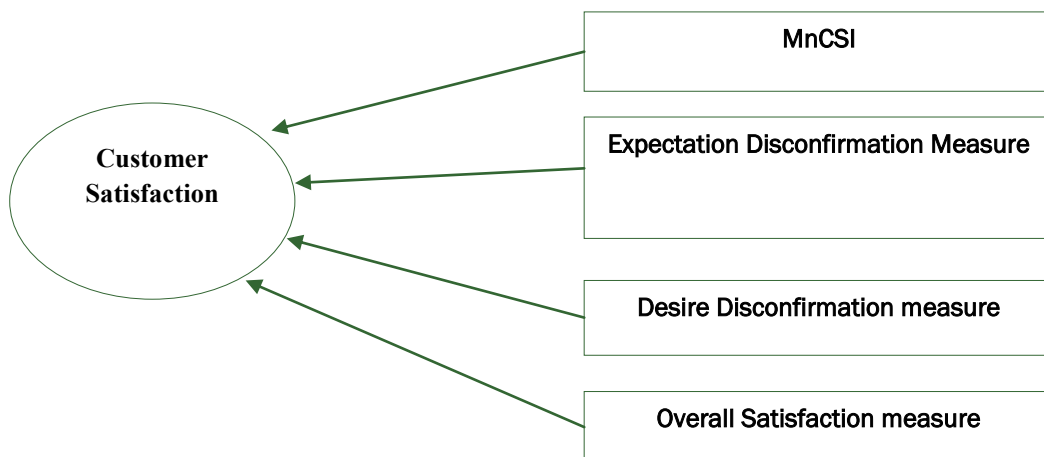 MnCSI
Customer
Satisfaction
Expectation Disconfirmation Measure
Desire Disconfirmation measure
Overall Satisfaction measure